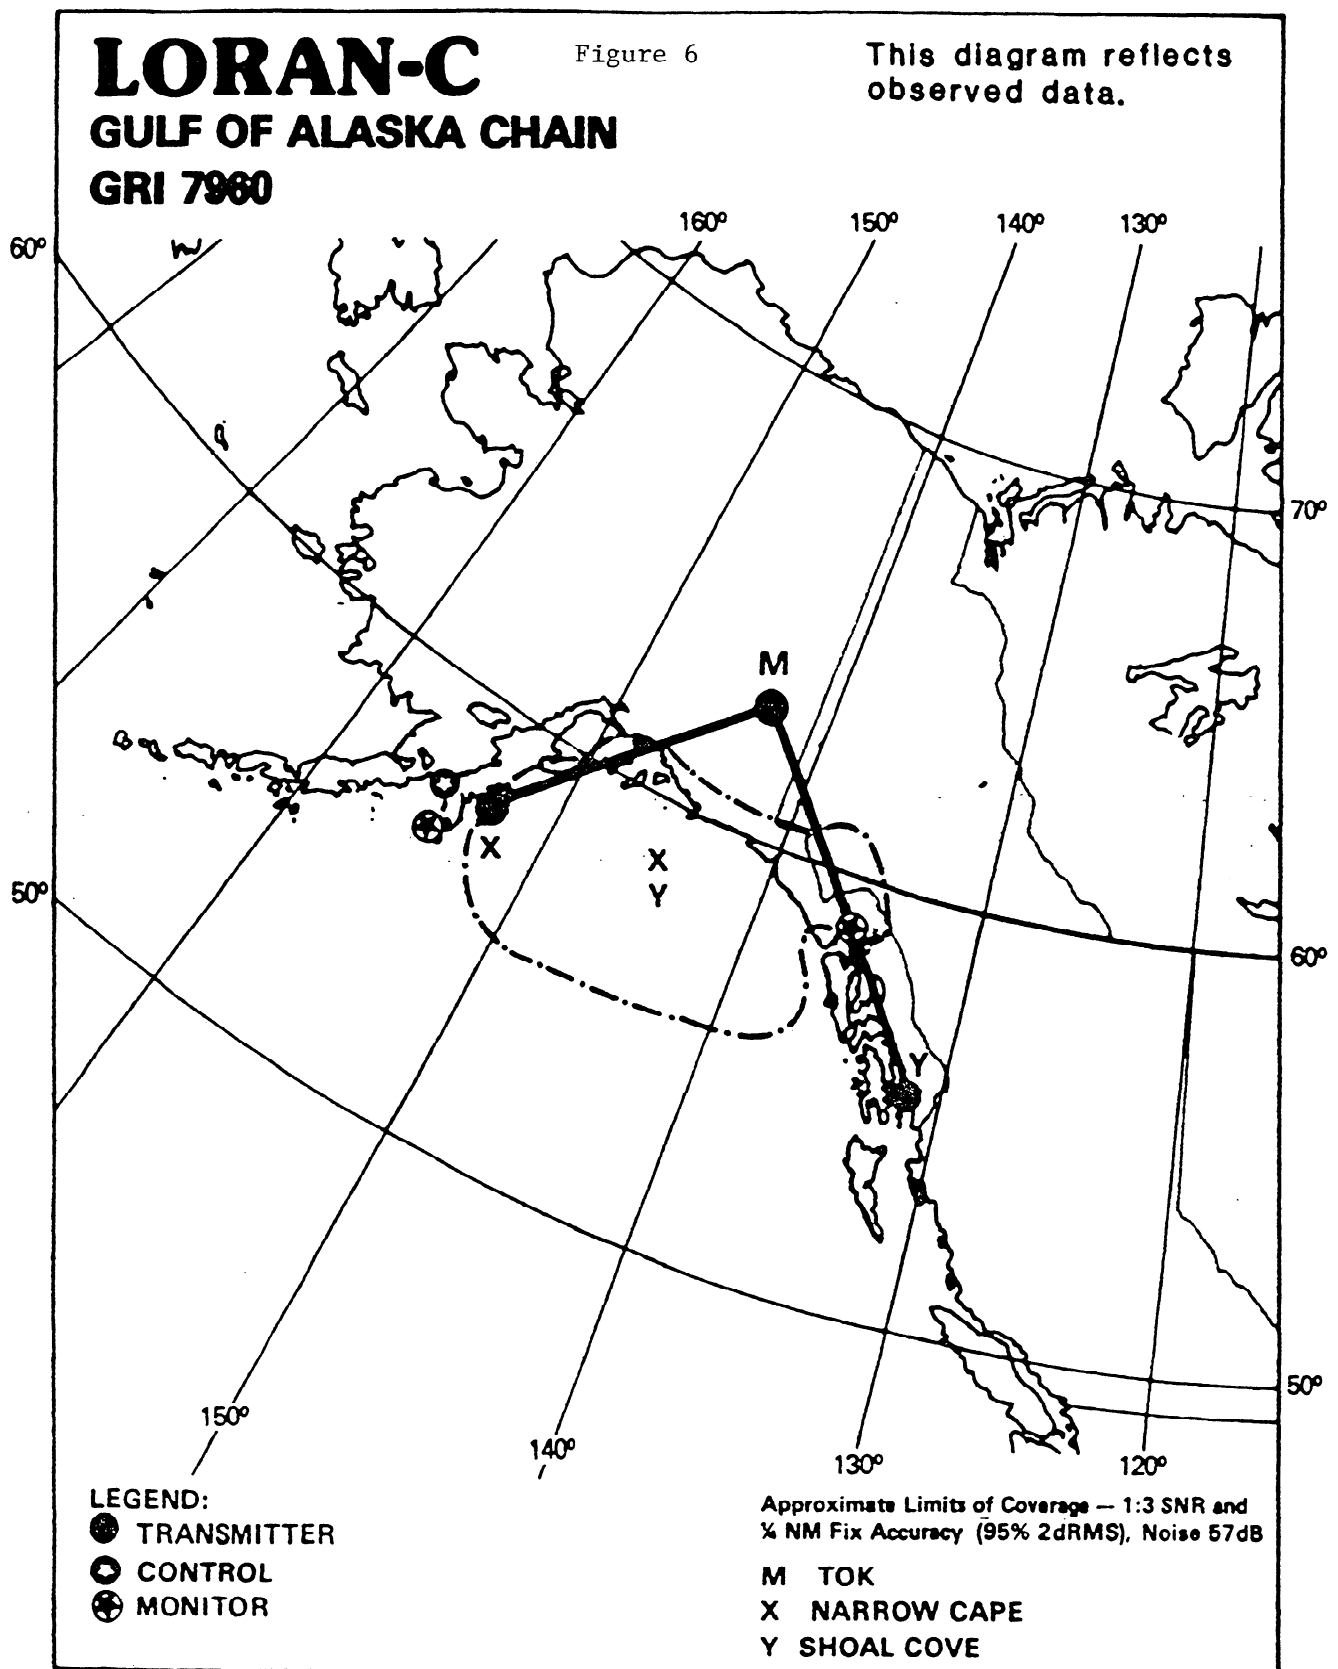 LORAN-C
Figure 6
This diagram reflects
observed data.
GULF OF ALASKA CHAIN
GRI 7960
160° 150° 140° 130°
60°
70°
M
X
X
Y
50°
60°
Y
50°
150°
140°
130°
120°
LEGEND:
TRANSMITTER
CONTROL
MONITOR
Approximate Limits of Coverage — 1:3 SNR and
¼ NM Fix Accuracy (95% 2dRMS), Noise 57dB
M TOK
X NARROW CAPE
Y SHOAL COVE